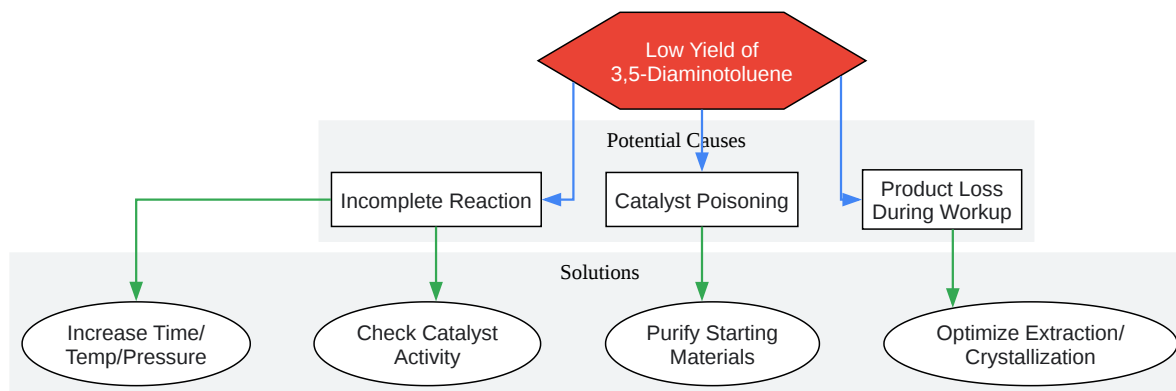 Low Yield of
3,5-Diaminotoluene
Potential Causes
Incomplete Reaction
Catalyst Poisoning
Product Loss
During Workup
Solutions
Increase Time/
Temp/Pressure
Check Catalyst
Activity
Purify Starting
Materials
Optimize Extraction/
Crystallization